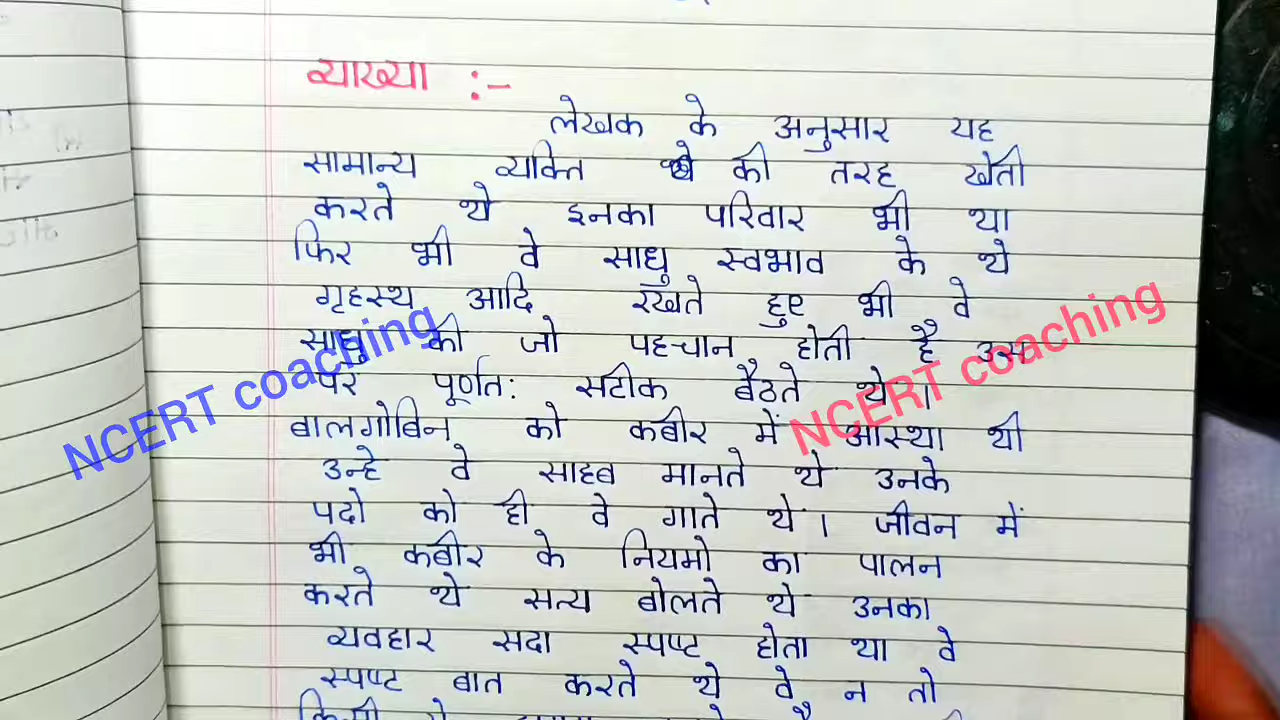 व्याख्या :-
लेखक के अनुसार यह
सामान्य व्यक्ति की तरह खेती
करते थे इनका परिवार भी था
फिर भी वे साधु स्वभाव के थे
गृहस्थ आदि रखते हुए भी वे
साधु की जो पहचान होती है उस
पर पूर्णत: सटीक बैठते थे।
बालगोबिन को कबीर में आस्था थी
उन्हे वे साहब मानते थे उनके
पदो को ही वे गाते थे। जीवन में
भी कबीर के नियमो का पालन
करते थे सत्य बोलते थे उनका
व्यवहार सदा स्पष्ट होता था वे
स्पष्ट बात करते थे वे न तो
NCERT coaching
NCERT coaching